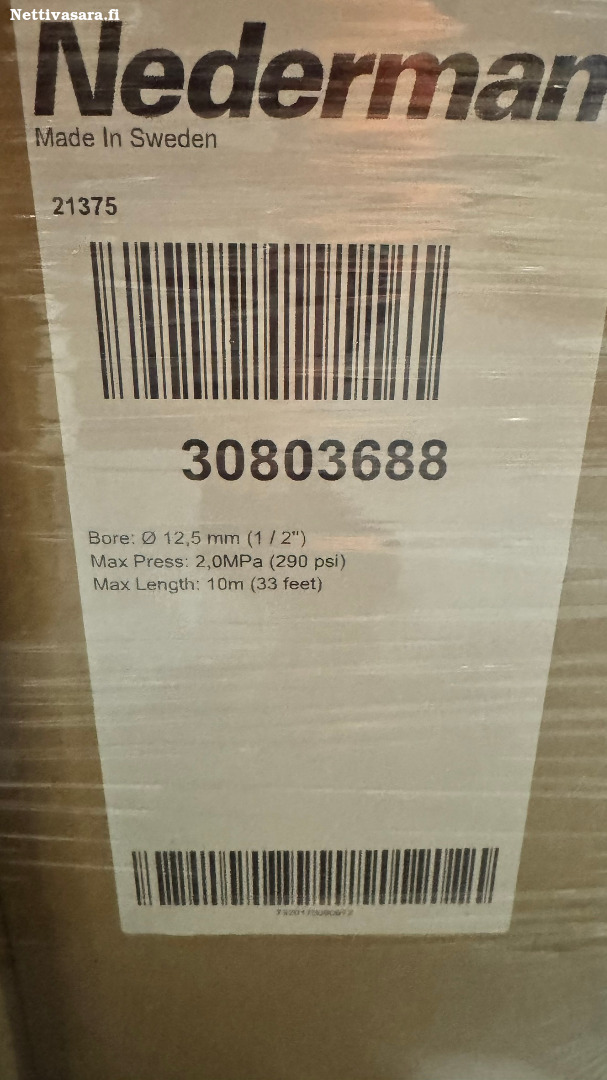 Nettivasara.fi
Nederman
Made In Sweden
21375
30803688
Bore: Ø 12,5 mm (1 / 2")
Max Press: 2,0MPa (290 psi)
Max Length: 10m (33 feet)